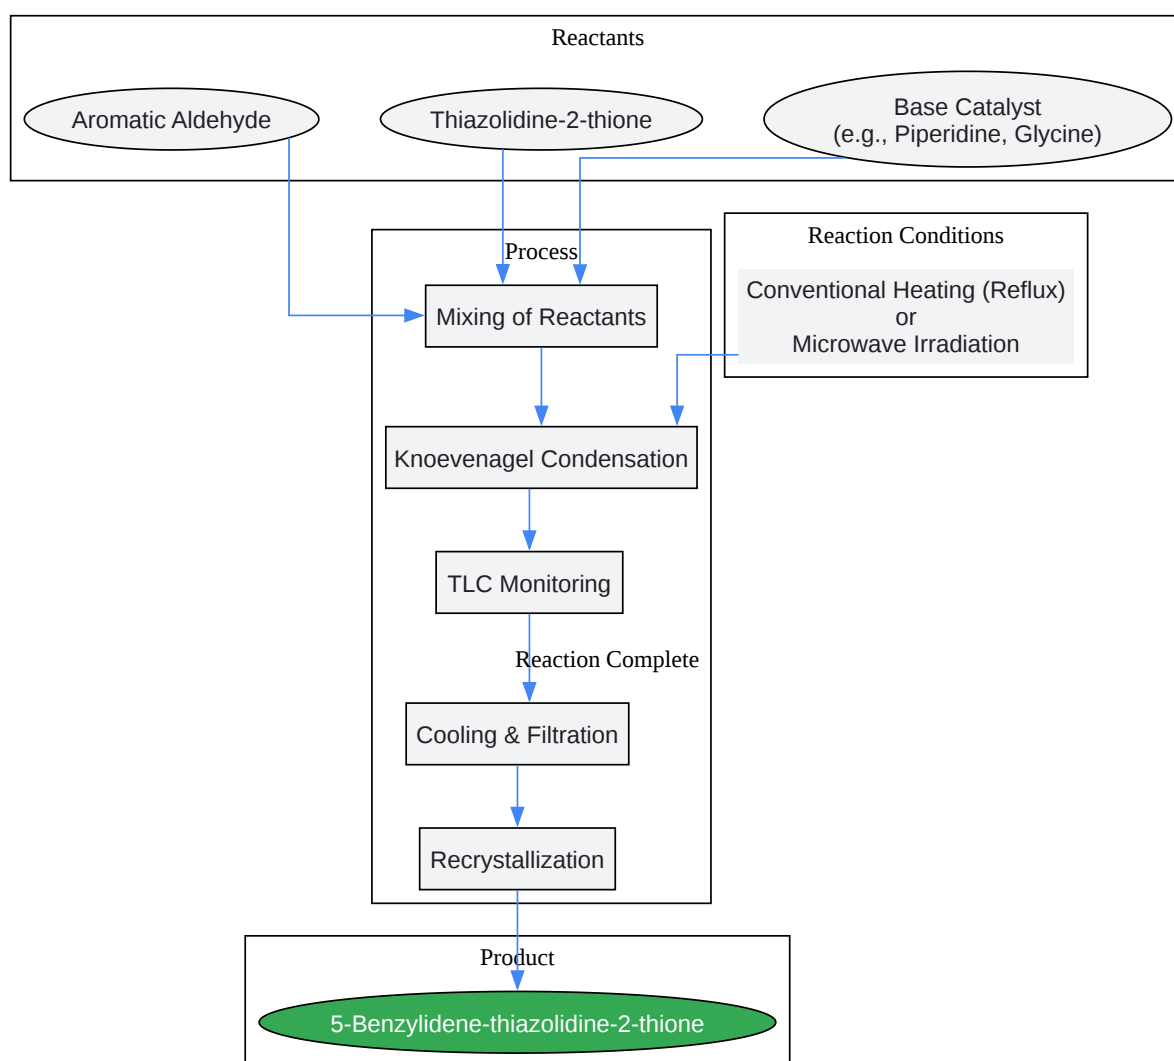 Reactants
Aromatic Aldehyde
Thiazolidine-2-thione
Base Catalyst
(e.g., Piperidine, Glycine)
Process
Reaction Conditions
Mixing of Reactants
Conventional Heating (Reflux)
or
Microwave Irradiation
Knoevenagel Condensation
TLC Monitoring
Reaction Complete
Cooling & Filtration
Recrystallization
Product
5-Benzylidene-thiazolidine-2-thione